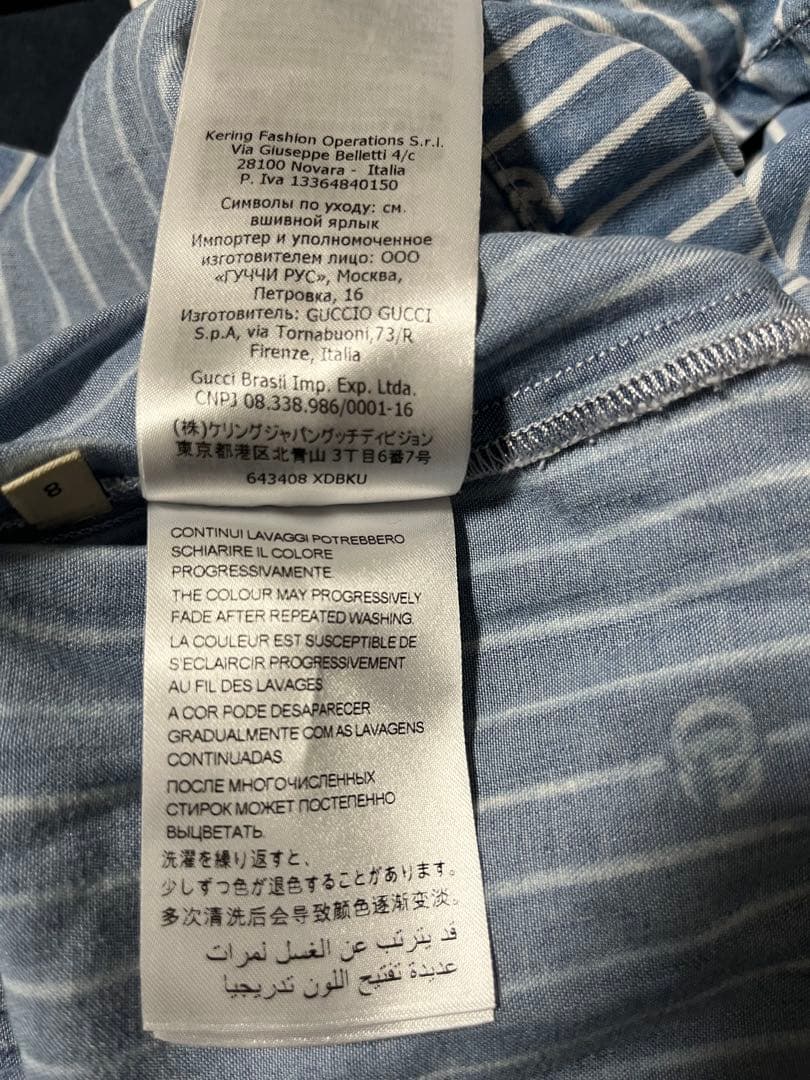 Kering Fashion Operations S.r.l.
Via Giuseppe Belletti 4/c
28100 Novara - Italia
P. Iva 13364840150
Символы по уходу: см.
вшивной ярлык
Импортер и уполномоченное
изготовителем лицо: ООО
«ГУЧЧИ РУС», Москва,
Петровка, 16
Изготовитель: GUCCIO GUCCI
S.p.A, via Tornabuoni,73/R
Firenze, Italia
Gucci Brasil Imp. Exp. Ltda.
CNPJ 08.338.986/0001-16
(株)ケリングジャパングッチディビジョン
東京都港区北青山 3丁目6番7号
643408 XDBKU
8
CONTINUI LAVAGGI POTREBBERO
SCHIARIRE IL COLORE
PROGRESSIVAMENTE
THE COLOUR MAY PROGRESSIVELY
FADE AFTER REPEATED WASHING.
LA COULEUR EST SUSCEPTIBLE DE
S'ECLAIRCIR PROGRESSIVEMENT
AU FIL DES LAVAGES
A COR PODE DESAPARECER
GRADUALMENTE COM AS LAVAGENS
CONTINUADAS.
ПОСЛЕ МНОГОЧИСЛЕННЫХ
СТИРОК МОЖЕТ ПОСТЕПЕННО
ВЫЦВЕТАТЬ.
洗濯を繰り返すと、
少しずつ色が退色することがあります。
多次清洗后会导致颜色逐渐变淡。
قد يترتب عن الغسل لمرات
عديدة تفتيح اللون تدريجيا